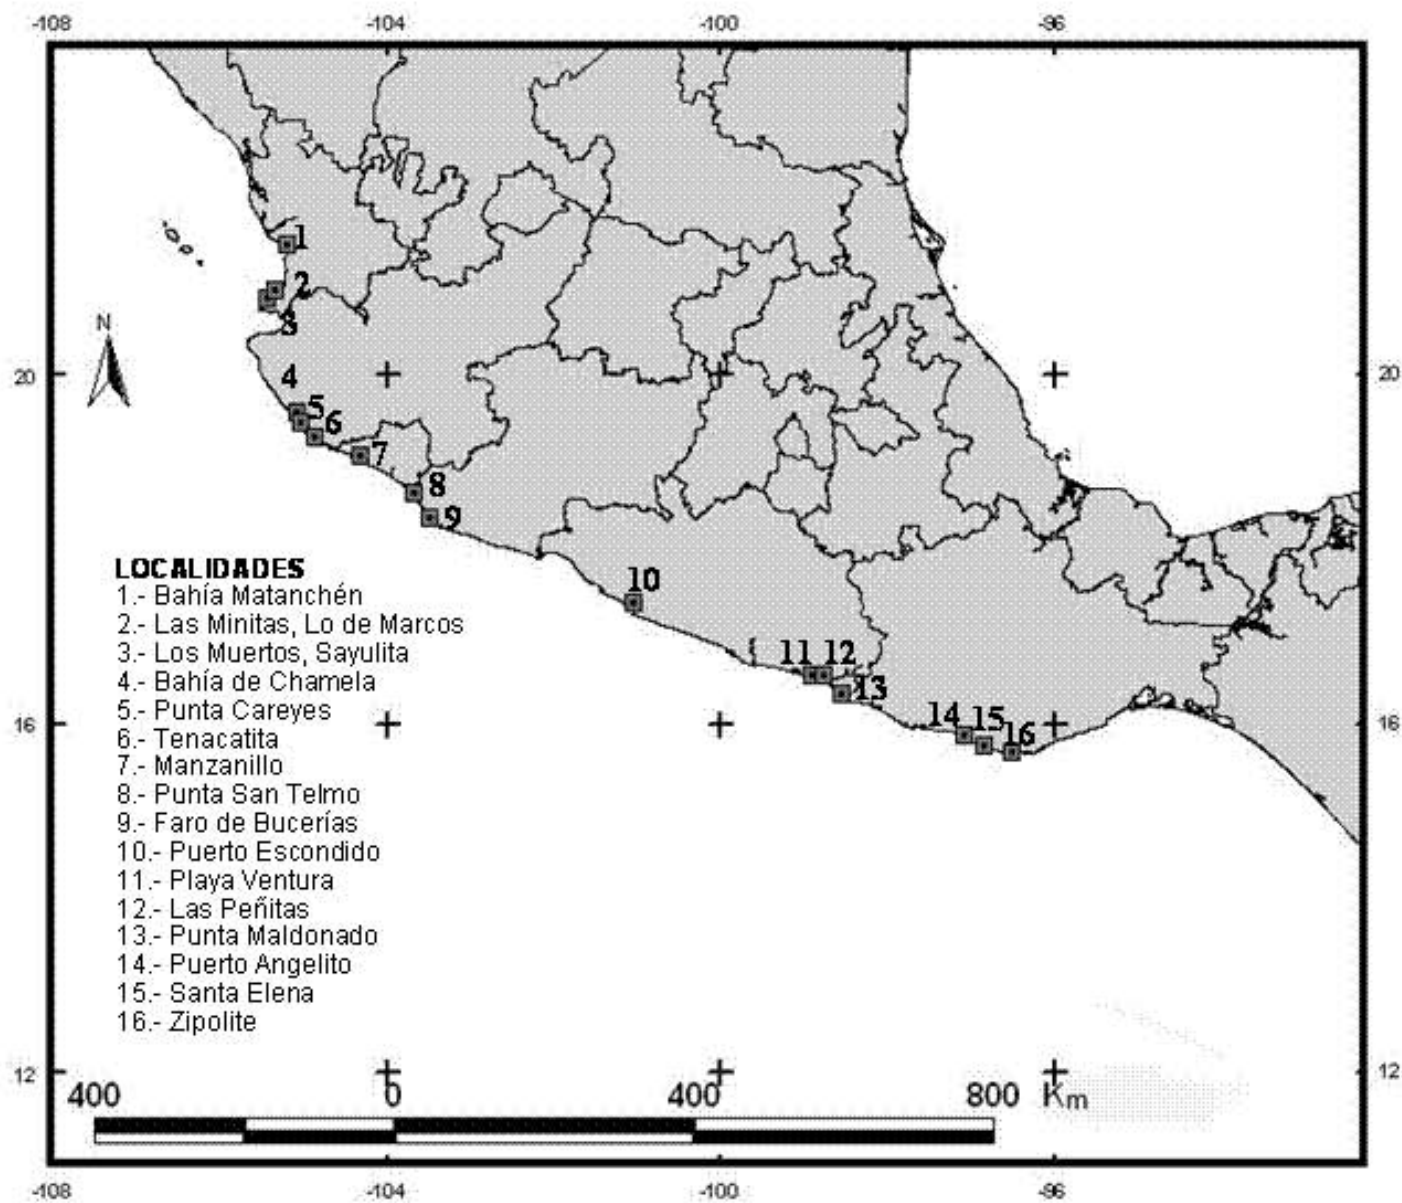 -108 -104 -100 -96
1
2
3
N
20 20
4
5
6
7
8
9
10
11 12
13
14 15
16
16 16
LOCALIDADES
1.- Bahía Matanchén
2.- Las Minitas, Lo de Marcos
3.- Los Muertos, Sayulita
4.- Bahía de Chamela
5.- Punta Careyes
6.- Tenacatita
7.- Manzanillo
8.- Punta San Telmo
9.- Faro de Bucerías
10.- Puerto Escondido
11.- Playa Ventura
12.- Las Peñitas
13.- Punta Maldonado
14.- Puerto Angelito
15.- Santa Elena
16.- Zipolite
12 12
400 0 400 800 Km
-108 -104 -100 -96